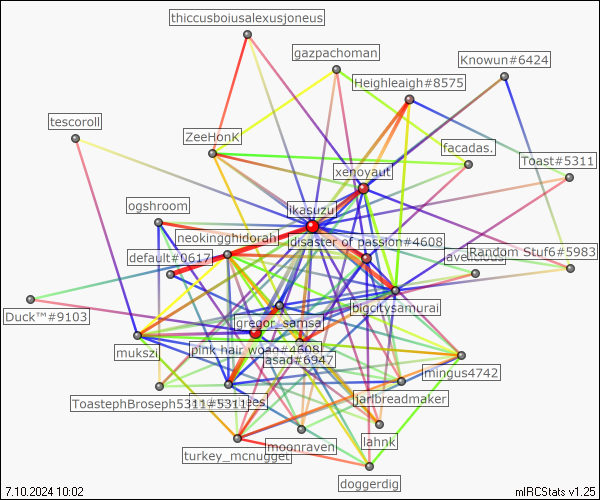 thiccusboiusalexusjoneus
gazpachoman
Knowun#6424
Heighleaigh#8575
tescoroll
ZeeHonK
facadas.
Toast#5311
xenoyaut
ogshroom
ikasuzu
neokingghidorah
disaster of passion#4608
default#0617
Random Stuf6#5983
Duck™#9103
bigcitysamurai
gregor_samsa
mukszi
pink hair woag#4608
asad#6947
mingus4742
ToastephBroseph5311#5311
jarlbreadmaker
turkey_mcnugget
moonraven
lahnk
doggerdig
7.10.2024 10:02
mIRCStats v1.25